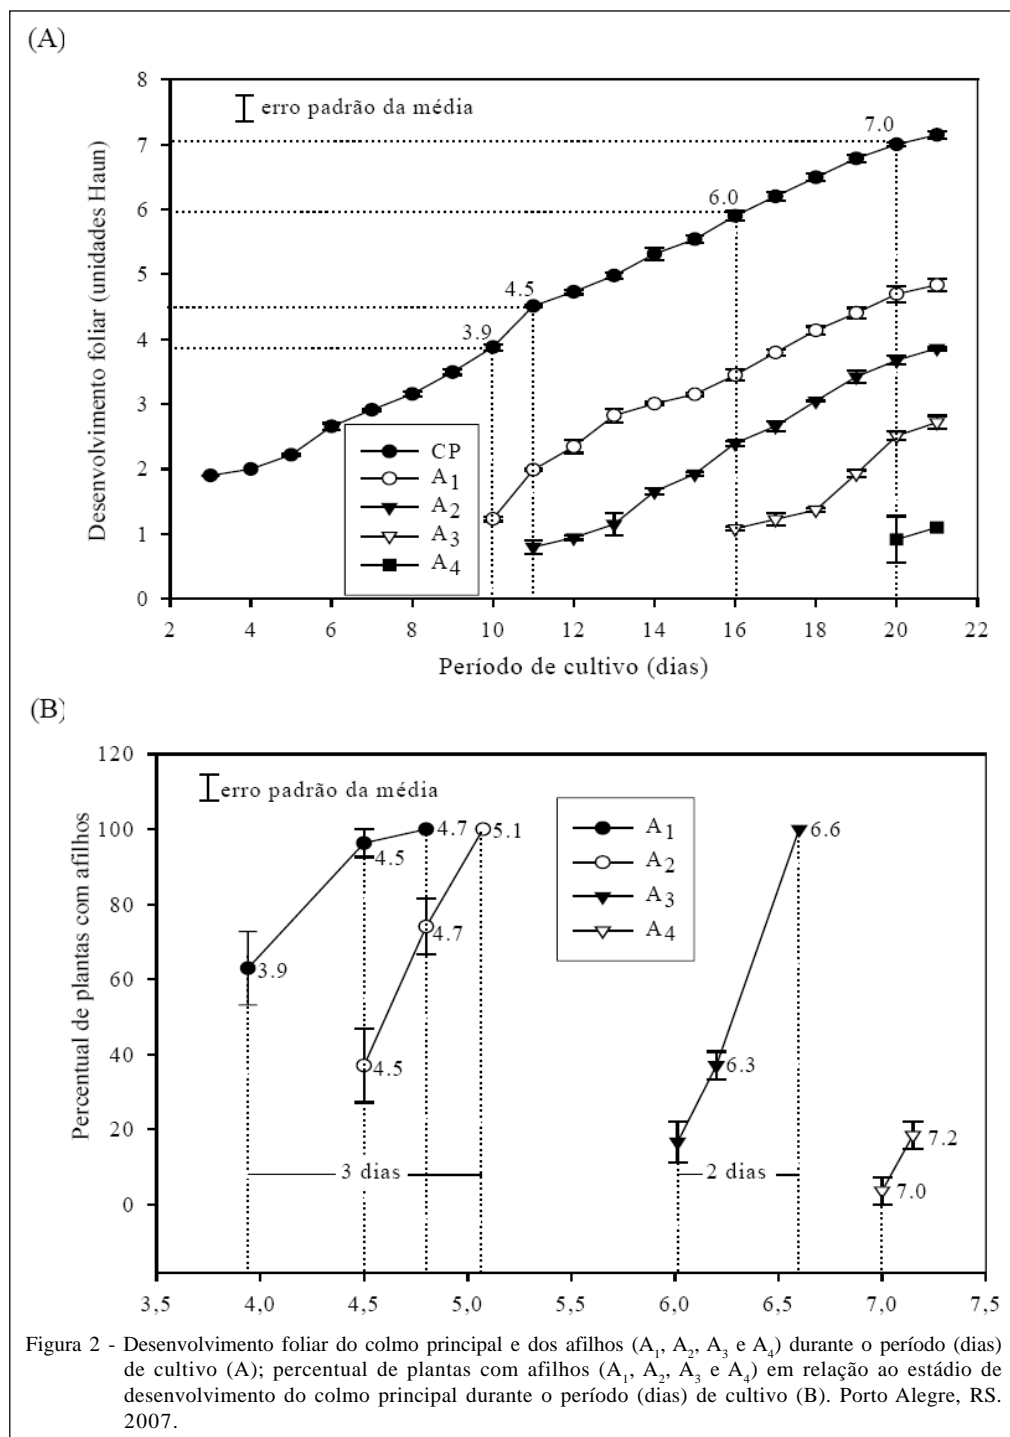 (A)
Desenvolvimento foliar (unidades Haun)
8
7
6
5
4
3
2
1
0
erro padrão da média
7.0
6.0
4.5
3.9
CP
A1
A2
A3
A4
2 4 6 8 10 12 14 16 18 20 22
Período de cultivo (dias)
(B)
Percentual de plantas com afilhos
120
100
80
60
40
20
0
erro padrão da média
A1
A2
A3
A4
4.7 5.1 6.6
4.5
4.7
3.9
4.5 6.3
7.2
3 dias 2 dias
7.0
3,5 4,0 4,5 5,0 5,5 6,0 6,5 7,0 7,5
Figura 2 - Desenvolvimento foliar do colmo principal e dos afilhos (A1, A2, A3 e A4) durante o período (dias)
de cultivo (A); percentual de plantas com afilhos (A1, A2, A3 e A4) em relação ao estádio de
desenvolvimento do colmo principal durante o período (dias) de cultivo (B). Porto Alegre, RS.
2007.